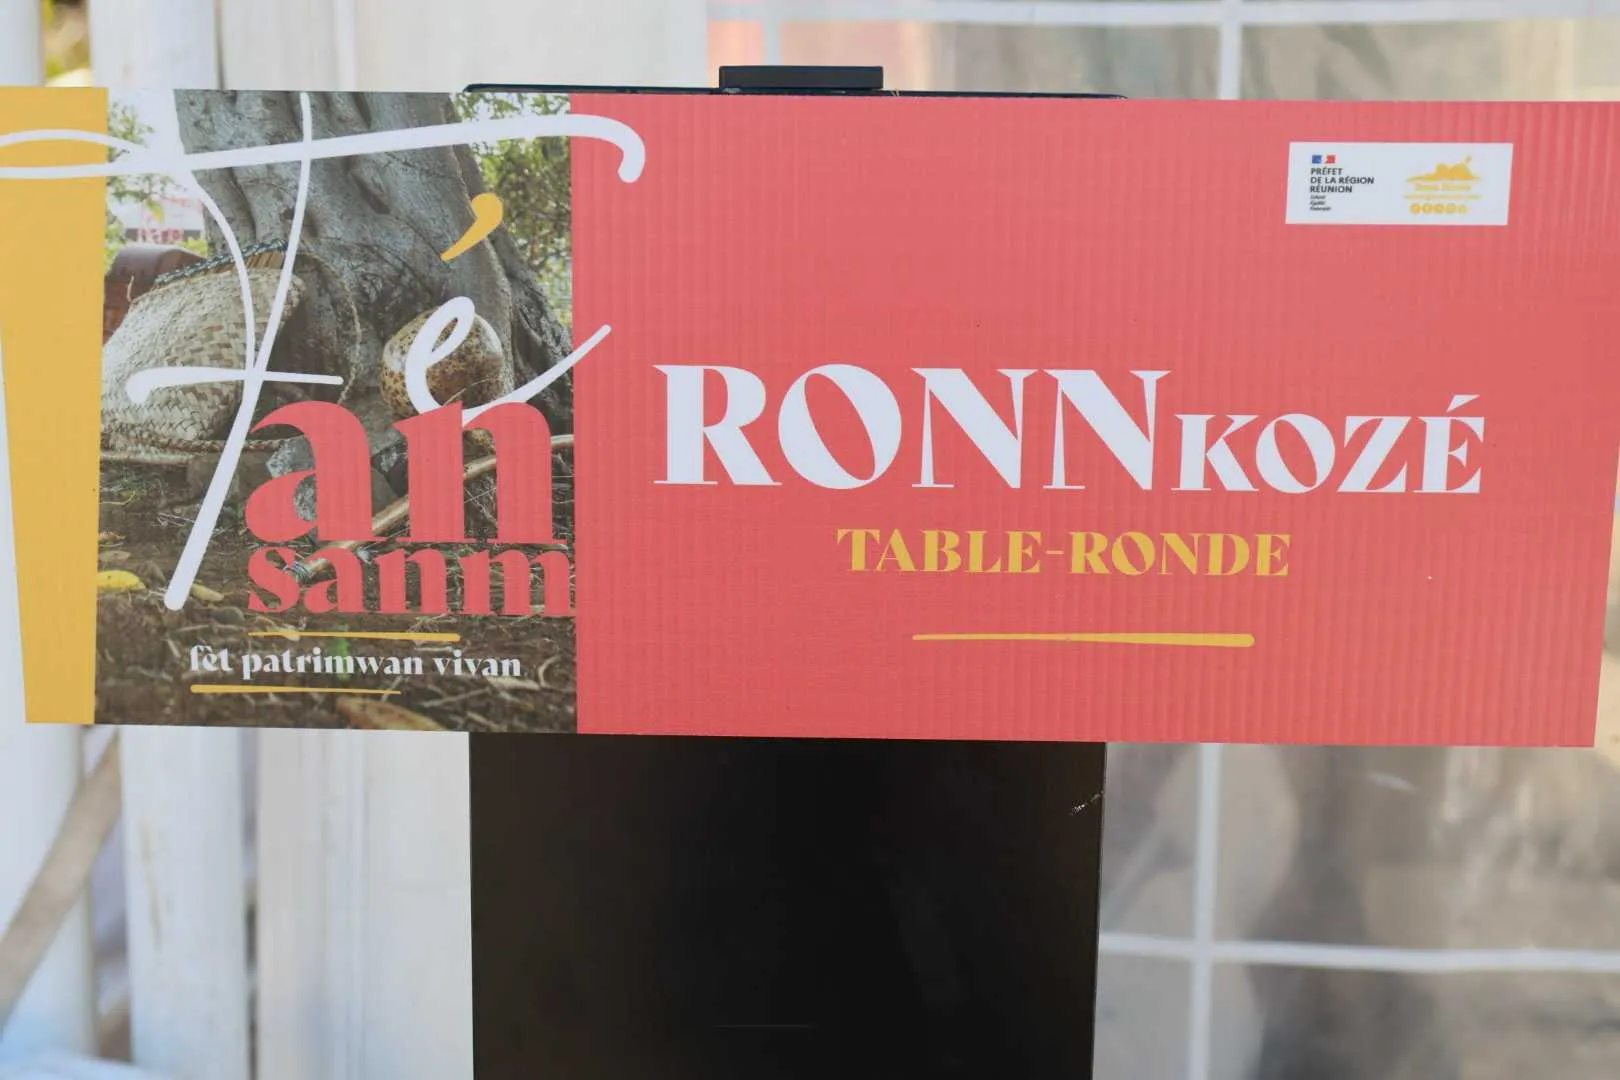 Fé
an
sanm
fèt patrimwan vivan
RONNKOZÉ
TABLE-RONDE
PRÉFET
DE LA RÉGION
RÉUNION